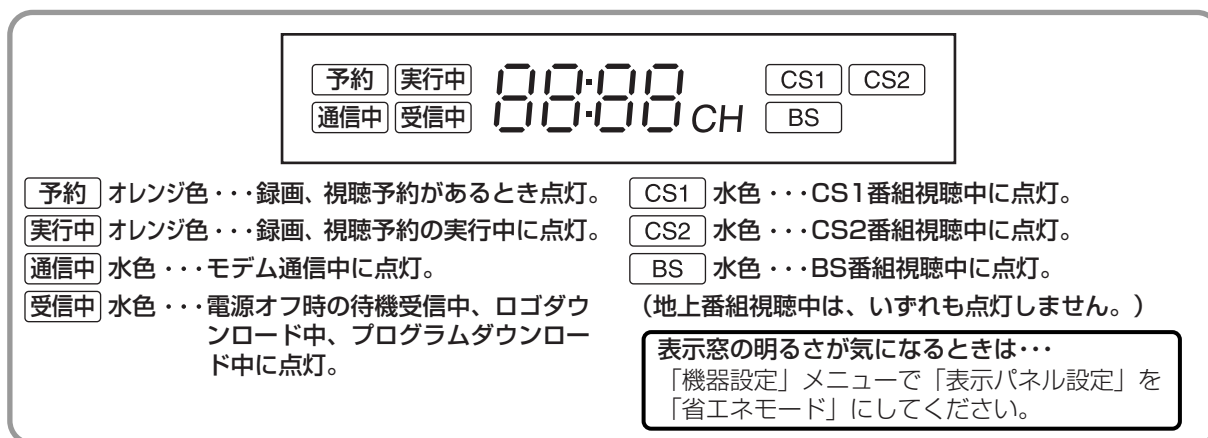 予約 実行中 88:88 CS1 CS2
通信中 受信中 CH BS
予約 オレンジ色・・・録画、視聴予約があるとき点灯。
実行中 オレンジ色・・・録画、視聴予約の実行中に点灯。
通信中 水色・・・モデム通信中に点灯。
受信中 水色・・・電源オフ時の待機受信中、ロゴダウ
ンロード中、プログラムダウンロー
ド中に点灯。
CS1 水色・・・CS1番組視聴中に点灯。
CS2 水色・・・CS2番組視聴中に点灯。
BS 水色・・・BS番組視聴中に点灯。
（地上番組視聴中は、いずれも点灯しません。）
表示窓の明るさが気になるときは・・・
「機器設定」メニューで「表示パネル設定」を
「省エネモード」にしてください。